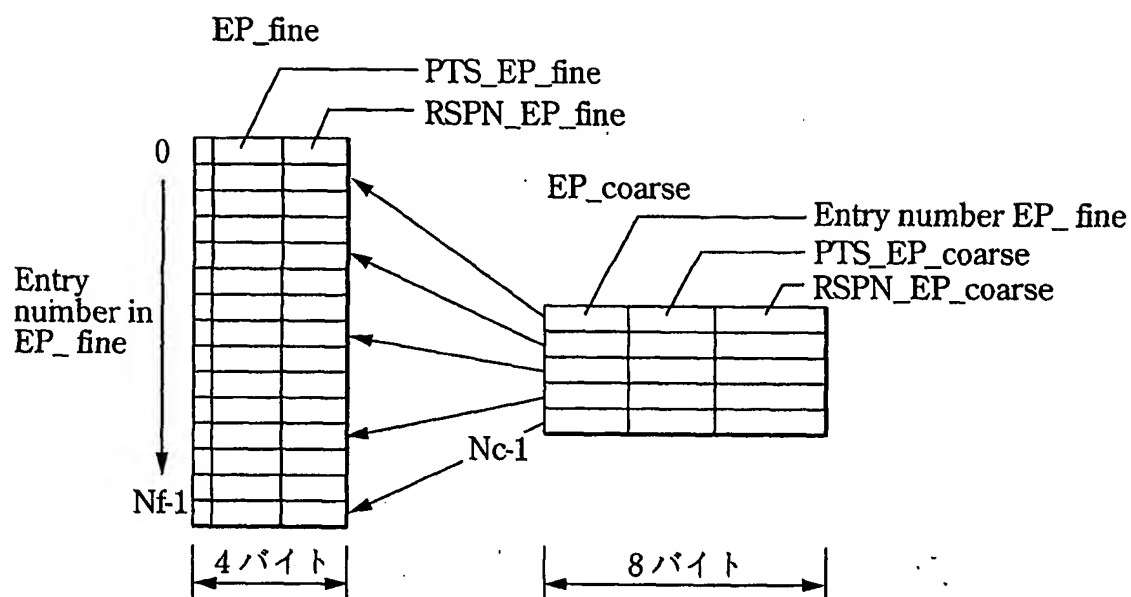 EP_fine
PTS_EP_fine
RSPN_EP_fine
0
EP_coarse
Entry number EP_ fine
PTS_EP_coarse
RSPN_EP_coarse
Entry
number in
EP_ fine
Nc-1
Nf-1
4バイト
8バイト